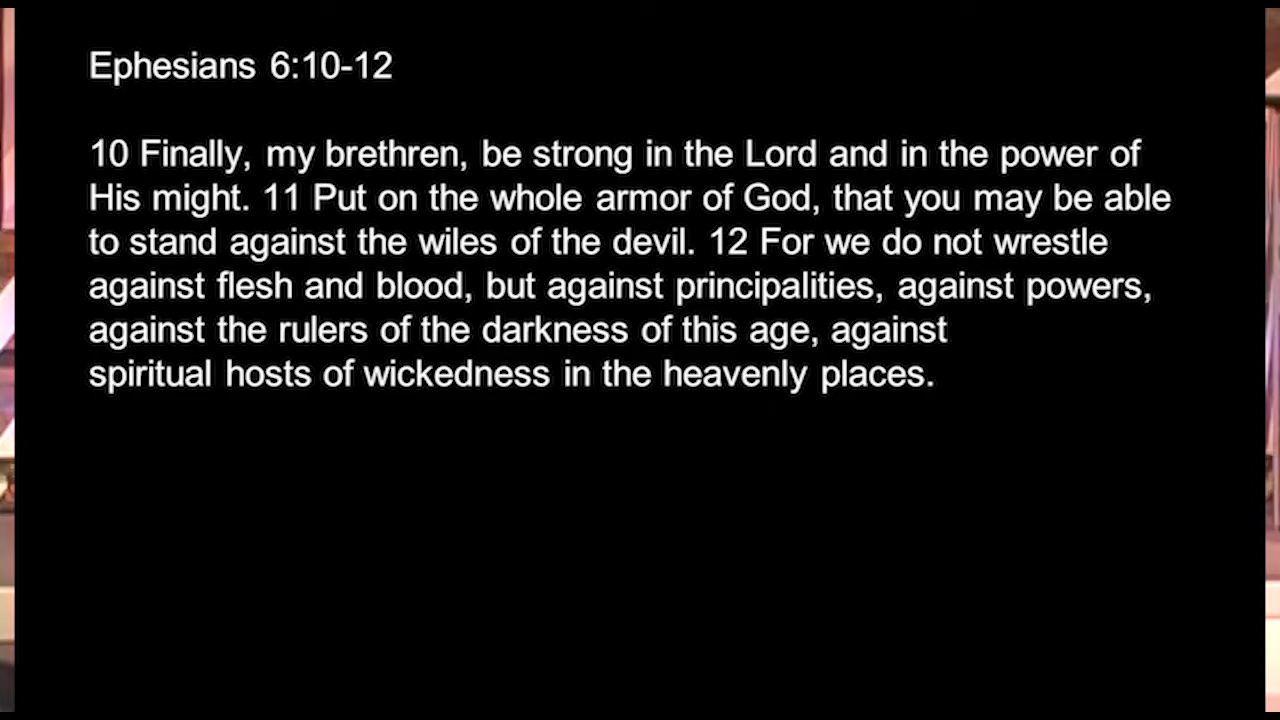 Ephesians 6:10-12
10 Finally, my brethren, be strong in the Lord and in the power of
His might. 11 Put on the whole armor of God, that you may be able
to stand against the wiles of the devil. 12 For we do not wrestle
against flesh and blood, but against principalities, against powers,
against the rulers of the darkness of this age, against
spiritual hosts of wickedness in the heavenly places.